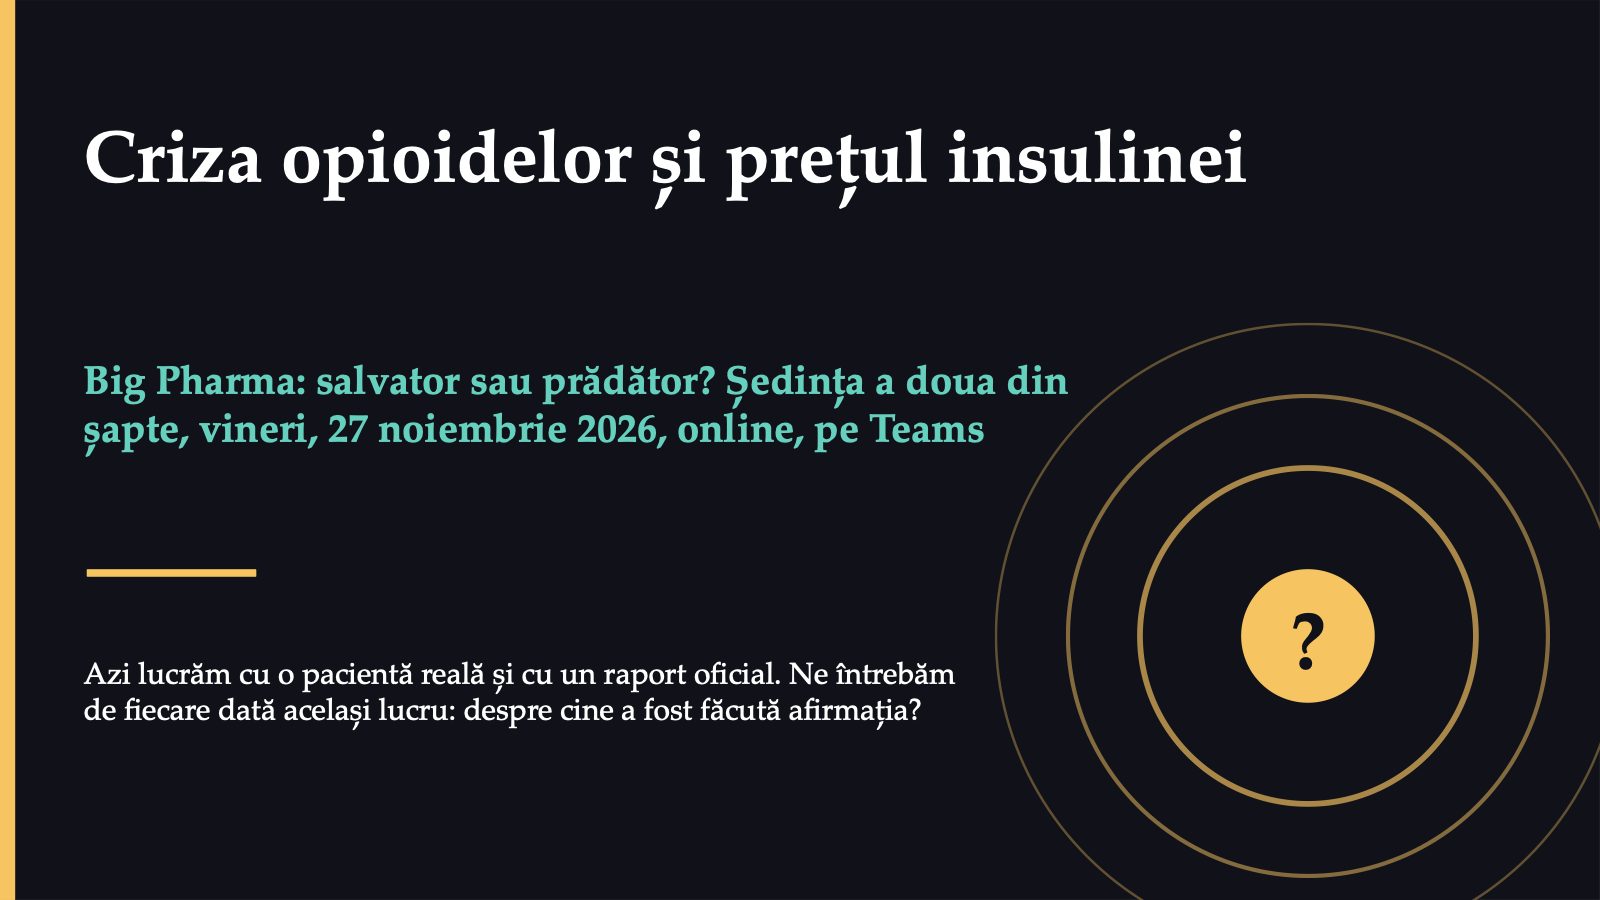 Criza opioidelor și prețul insulinei
Big Pharma: salvator sau prădător? Ședința a doua din
șapte, vineri, 27 noiembrie 2026, online, pe Teams
?
Azi lucrăm cu o pacientă reală și cu un raport oficial. Ne întrebăm
de fiecare dată același lucru: despre cine a fost făcută afirmația?